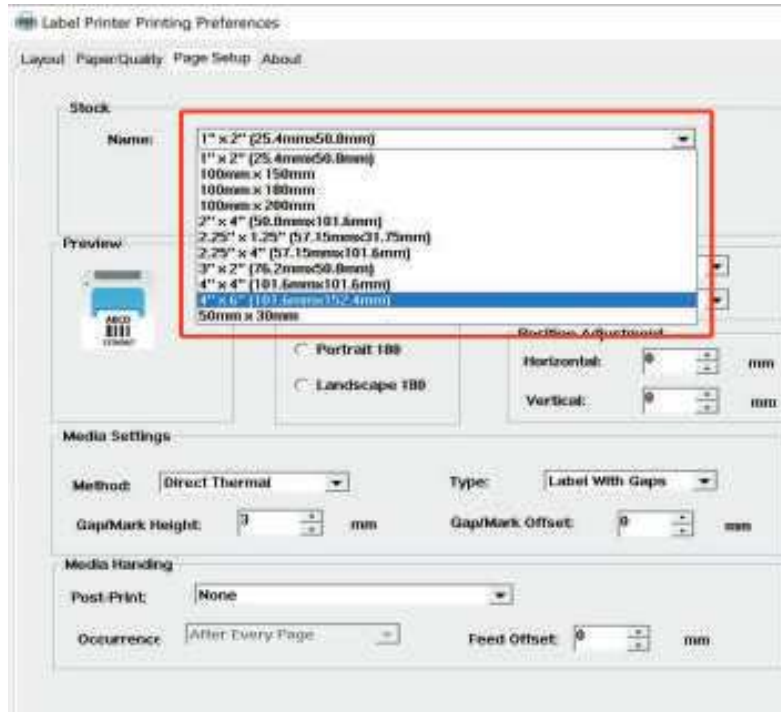 Label Printer Printing Preferences
Layout Paper/Quality Page Setup About
Stock
Name: 1" x 2" (25.4mmx50.8mm)
1" x 2" (25.4mmx50.8mm)
100mm x 150mm
100mm x 180mm
100mm x 200mm
2" x 4" (50.8mmx101.6mm)
2.25" x 1.25" (57.15mmx31.75mm)
2.25" x 4" (57.15mmx101.6mm)
3" x 2" (76.2mmx50.8mm)
4" x 4" (101.6mmx101.6mm)
4" x 6" (101.6mmx152.4mm)
50mm x 30mm
Preview
ABCD
Portrait 180
Landscape 180
Position Adjustment
Horizontal: 0 mm
Vertical: 0 mm
Media Settings
Method: Direct Thermal Type: Label With Gaps
Gap/Mark Height: 3 mm Gap/Mark Offset: 0 mm
Media Handing
Post-Print: None
Occurrence After Every Page Feed Offset: 0 mm